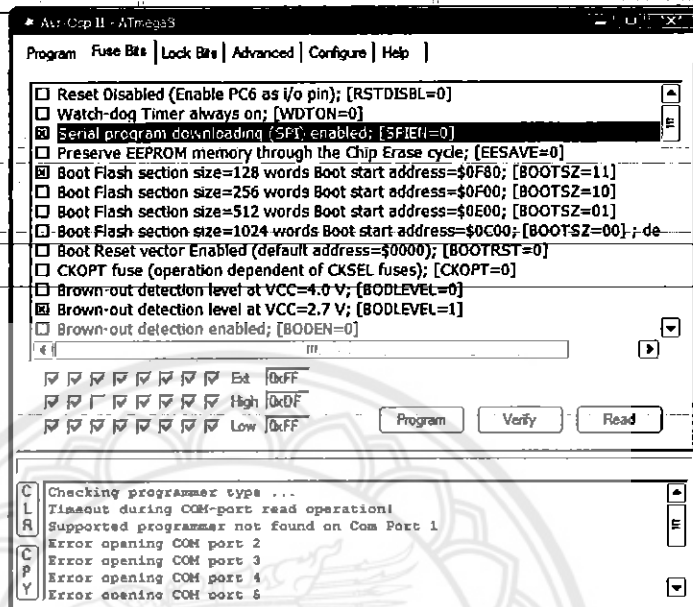 Avr-Osp II - ATmega8
Program Fuse Bits Lock Bits Advanced Configure Help
Reset Disabled (Enable PC6 as i/o pin); [RSTDISBL=0]
Watch-dog Timer always on; [WDTON=0]
Serial program downloading (SPI) enabled; [SPIEN=0]
Preserve EEPROM memory through the Chip Erase cycle; [EESAVE=0]
Boot Flash section size=128 words Boot start address=$0F80; [BOOTSZ=11]
Boot Flash section size=256 words Boot start address=$0F00; [BOOTSZ=10]
Boot Flash section size=512 words Boot start address=$0E00; [BOOTSZ=01]
Boot Flash section size=1024 words Boot start address=$0C00; [BOOTSZ=00] ; de
Boot Reset vector Enabled (default address=$0000); [BOOTRST=0]
CKOPT fuse (operation dependent of CKSEL fuses); [CKOPT=0]
Brown-out detection level at VCC=4.0 V; [BODLEVEL=0]
Brown-out detection level at VCC=2.7 V; [BODLEVEL=1]
Brown-out detection enabled; [BODEN=0]
Ext 0xFF
High 0xDF
Low 0xFF
Program Verify Read
CLR
Checking programmer type ...
Timeout during COM-port read operation!
Supported programmer not found on Com Port 1
Error opening COM port 2
CPY
Error opening COM port 3
Error opening COM port 4
Error opening COM port